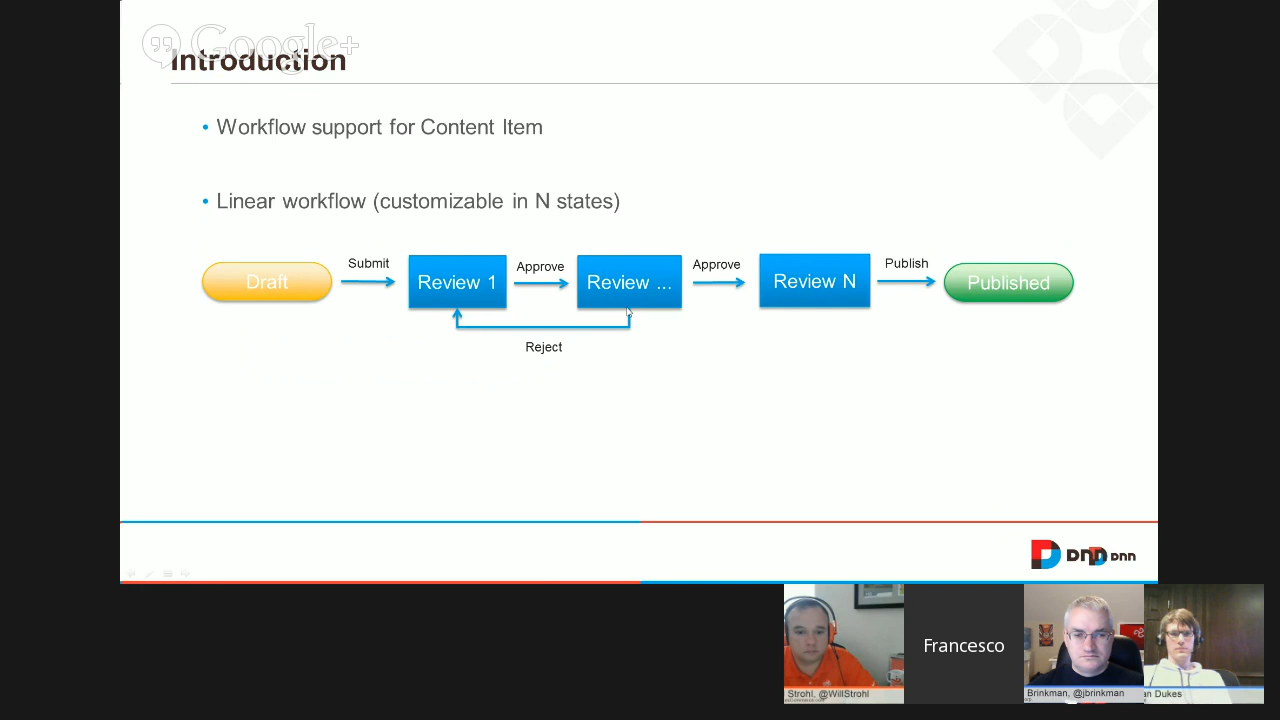 Google+
Introduction
• Workflow support for Content Item
• Linear workflow (customizable in N states)
Draft
Submit
Review 1
Approve
Review ...
Approve
Review N
Publish
Published
Reject
DNN DNN
Francesco
Strohl, @WillStrohl
Brinkman, @jbrinkman
an Dukes